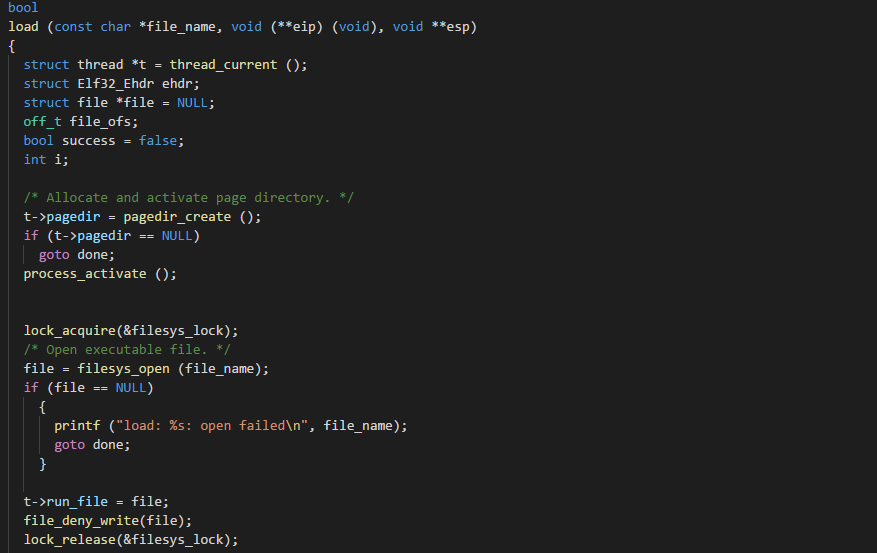 bool
load (const char *file_name, void (**eip) (void), void **esp)
{
  struct thread *t = thread_current ();
  struct Elf32_Ehdr ehdr;
  struct file *file = NULL;
  off_t file_ofs;
  bool success = false;
  int i;

  /* Allocate and activate page directory. */
  t->pagedir = pagedir_create ();
  if (t->pagedir == NULL)
    goto done;
  process_activate ();


  lock_acquire(&filesys_lock);
  /* Open executable file. */
  file = filesys_open (file_name);
  if (file == NULL)
    {
      printf ("load: %s: open failed\n", file_name);
      goto done;
    }

  t->run_file = file;
  file_deny_write(file);
  lock_release(&filesys_lock);